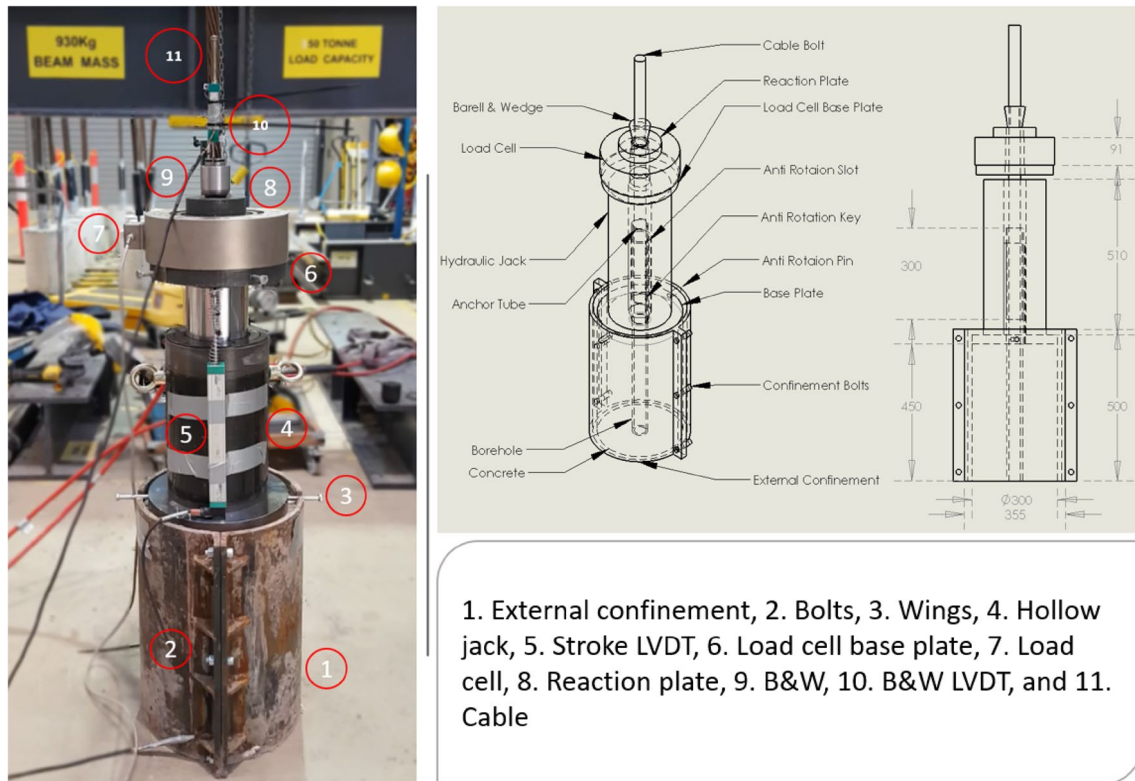 930Kg
BEAM MASS
50 TONNE
LOAD CAPACITY
11
10
9
8
7
6
5
4
3
2
1
Cable Bolt
Reaction Plate
Barell & Wedge
Load Cell Base Plate
Load Cell
Anti Rotaion Slot
Anti Rotation Key
Hydraulic Jack
Anti Rotaion Pin
Anchor Tube
Base Plate
Confinement Bolts
Borehole
Concrete
External Confinement
91
300
510
450
500
Ø300
355
1. External confinement, 2. Bolts, 3. Wings, 4. Hollow
jack, 5. Stroke LVDT, 6. Load cell base plate, 7. Load
cell, 8. Reaction plate, 9. B&W, 10. B&W LVDT, and 11.
Cable